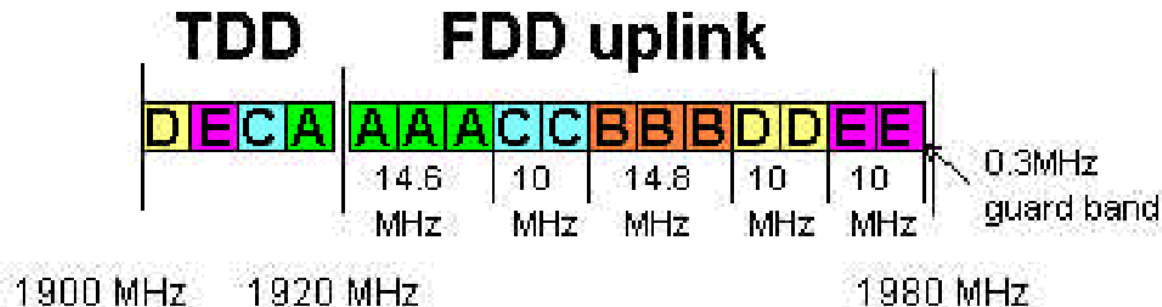 TDD FDD uplink
D E C A A A A C C B B B D D E E
14.6 10 14.8 10 10 0.3MHz
MHz MHz MHz MHz MHz guard band
1900 MHz 1920 MHz 1980 MHz